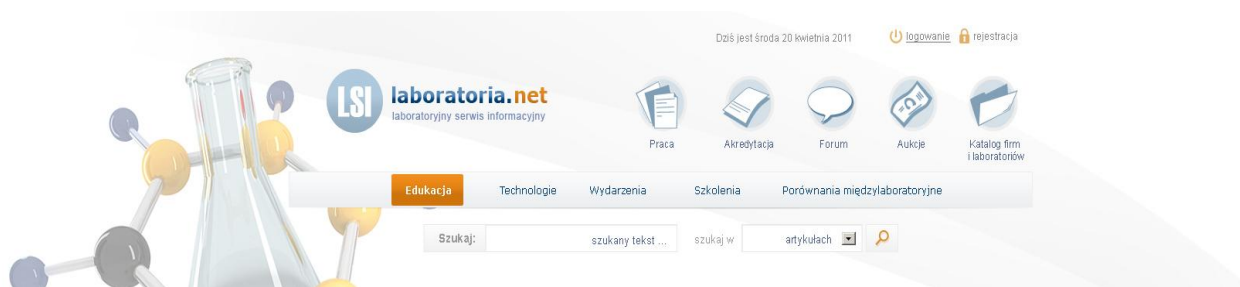 Dziś jest środa 20 kwietnia 2011
logowanie
rejestracja
LSI
laboratoria.net
laboratoryjny serwis informacyjny
Praca
Akredytacja
Forum
Aukcje
Katalog firm
i laboratoriów
Edukacja
Technologie
Wydarzenia
Szkolenia
Porównania międzylaboratoryjne
Szukaj:
szukany tekst ...
szukaj w
artykułach